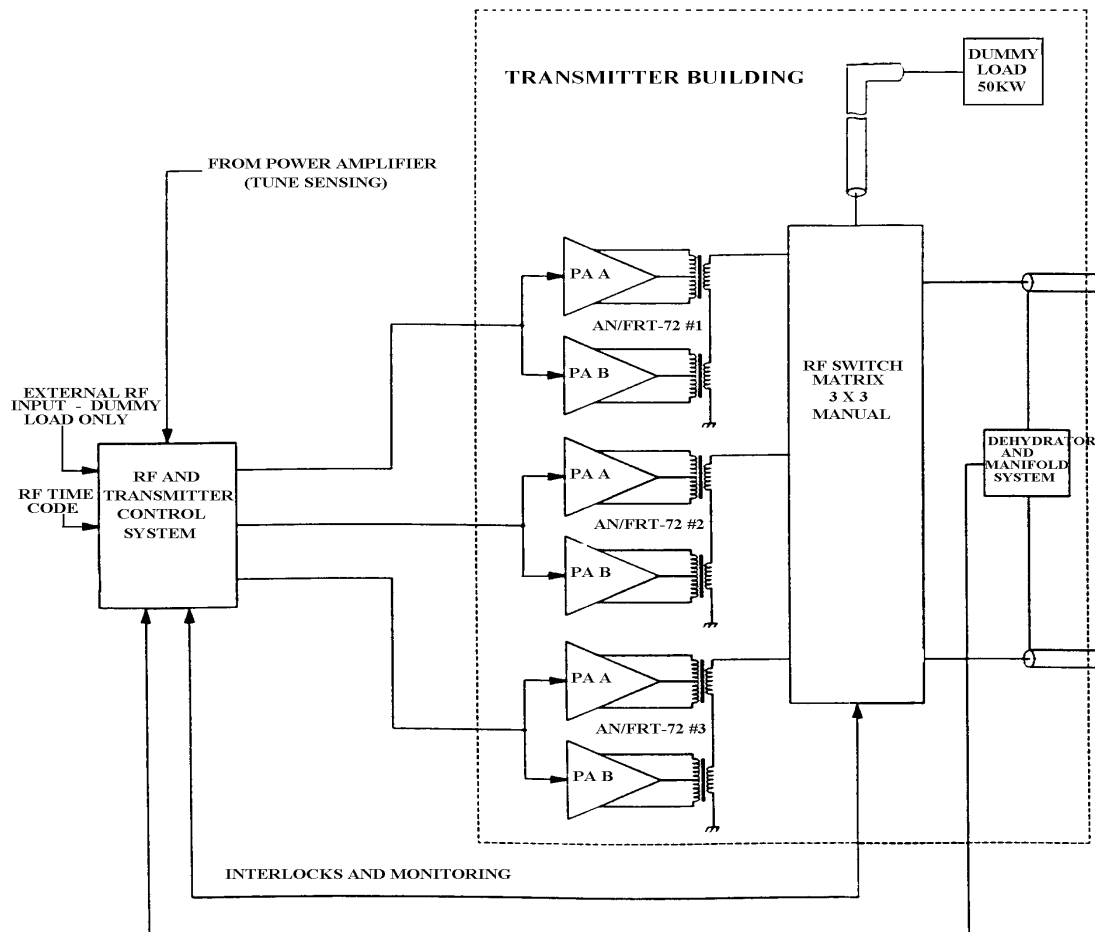 DUMMY
LOAD
50KW
TRANSMITTER BUILDING
FROM POWER AMPLIFIER
(TUNE SENSING)
PA A
AN/FRT-72 #1
PA B
RF SWITCH
MATRIX
3 X 3
MANUAL
EXTERNAL RF
INPUT - DUMMY
LOAD ONLY
RF TIME
CODE
RF AND
TRANSMITTER
CONTROL
SYSTEM
PA A
AN/FRT-72 #2
PA B
DEHYDRATOR
AND
MANIFOLD
SYSTEM
PA A
AN/FRT-72 #3
PA B
INTERLOCKS AND MONITORING